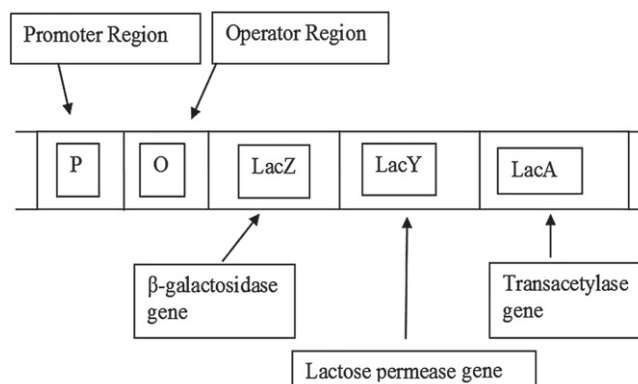 Promoter Region
Operator Region
P
O
LacZ
LacY
LacA
β-galactosidase
gene
Transacetylase
gene
Lactose permease gene